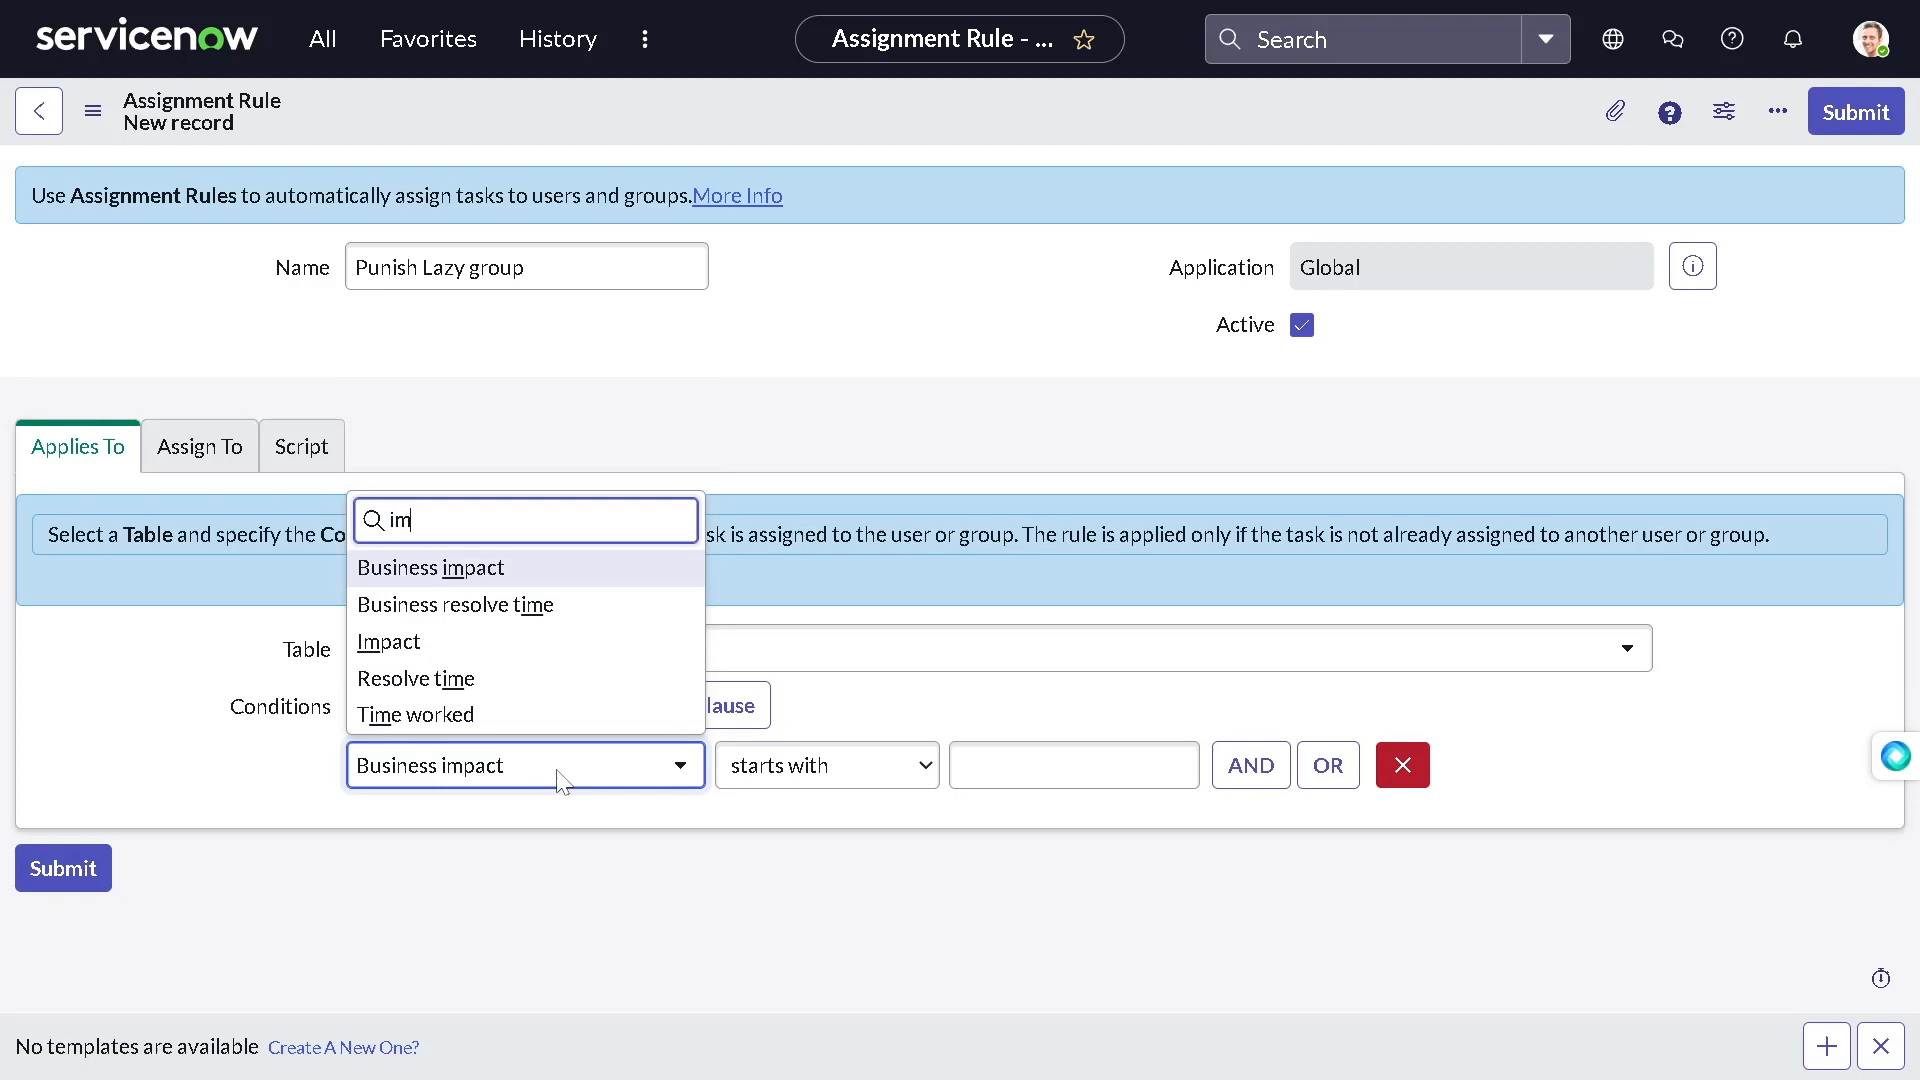 servicenow All Favorites History Assignment Rule - ... Search
Assignment Rule
New record
Submit
Use Assignment Rules to automatically assign tasks to users and groups.More Info
Name Punish Lazy group Application Global
Active
Applies To Assign To Script
im
Select a Table and specify the Co sk is assigned to the user or group. The rule is applied only if the task is not already assigned to another user or group.
Business impact
Business resolve time
Impact
Resolve time
Time worked
Table
Conditions lause
Business impact starts with AND OR
Submit
No templates are available Create A New One?